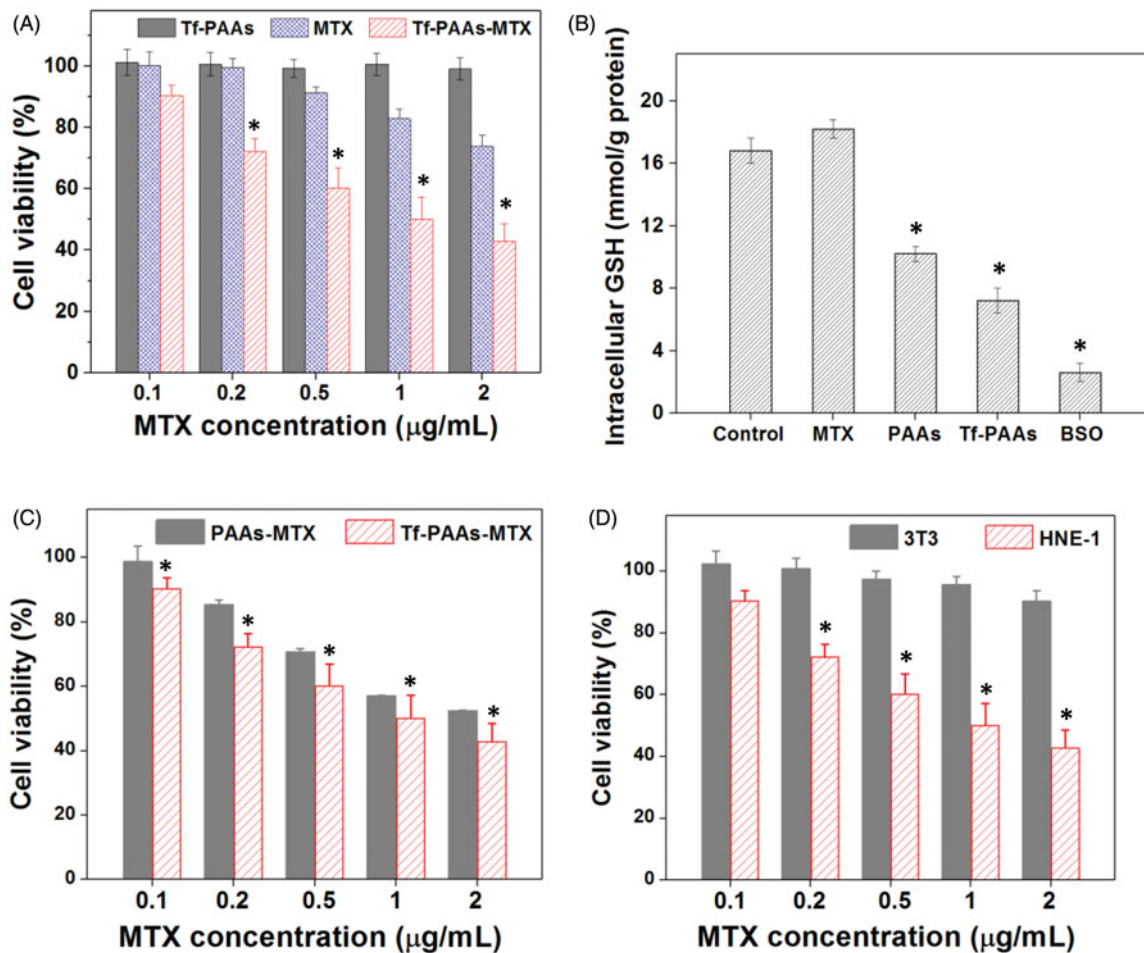 (A)
Tf-PAAs MTX Tf-PAAs-MTX
Cell viability (%)
100
80
60
40
20
0
* * * *
0.1 0.2 0.5 1 2
MTX concentration (μg/mL)
(B)
Intracellular GSH (mmol/g protein)
20
16
12
8
4
0
* * *
Control MTX PAAs Tf-PAAs BSO
(C)
PAAs-MTX Tf-PAAs-MTX
Cell viability (%)
100
80
60
40
20
0
* * * * *
0.1 0.2 0.5 1 2
MTX concentration (μg/mL)
(D)
3T3 HNE-1
Cell viability (%)
100
80
60
40
20
0
* * * *
0.1 0.2 0.5 1 2
MTX concentration (μg/mL)